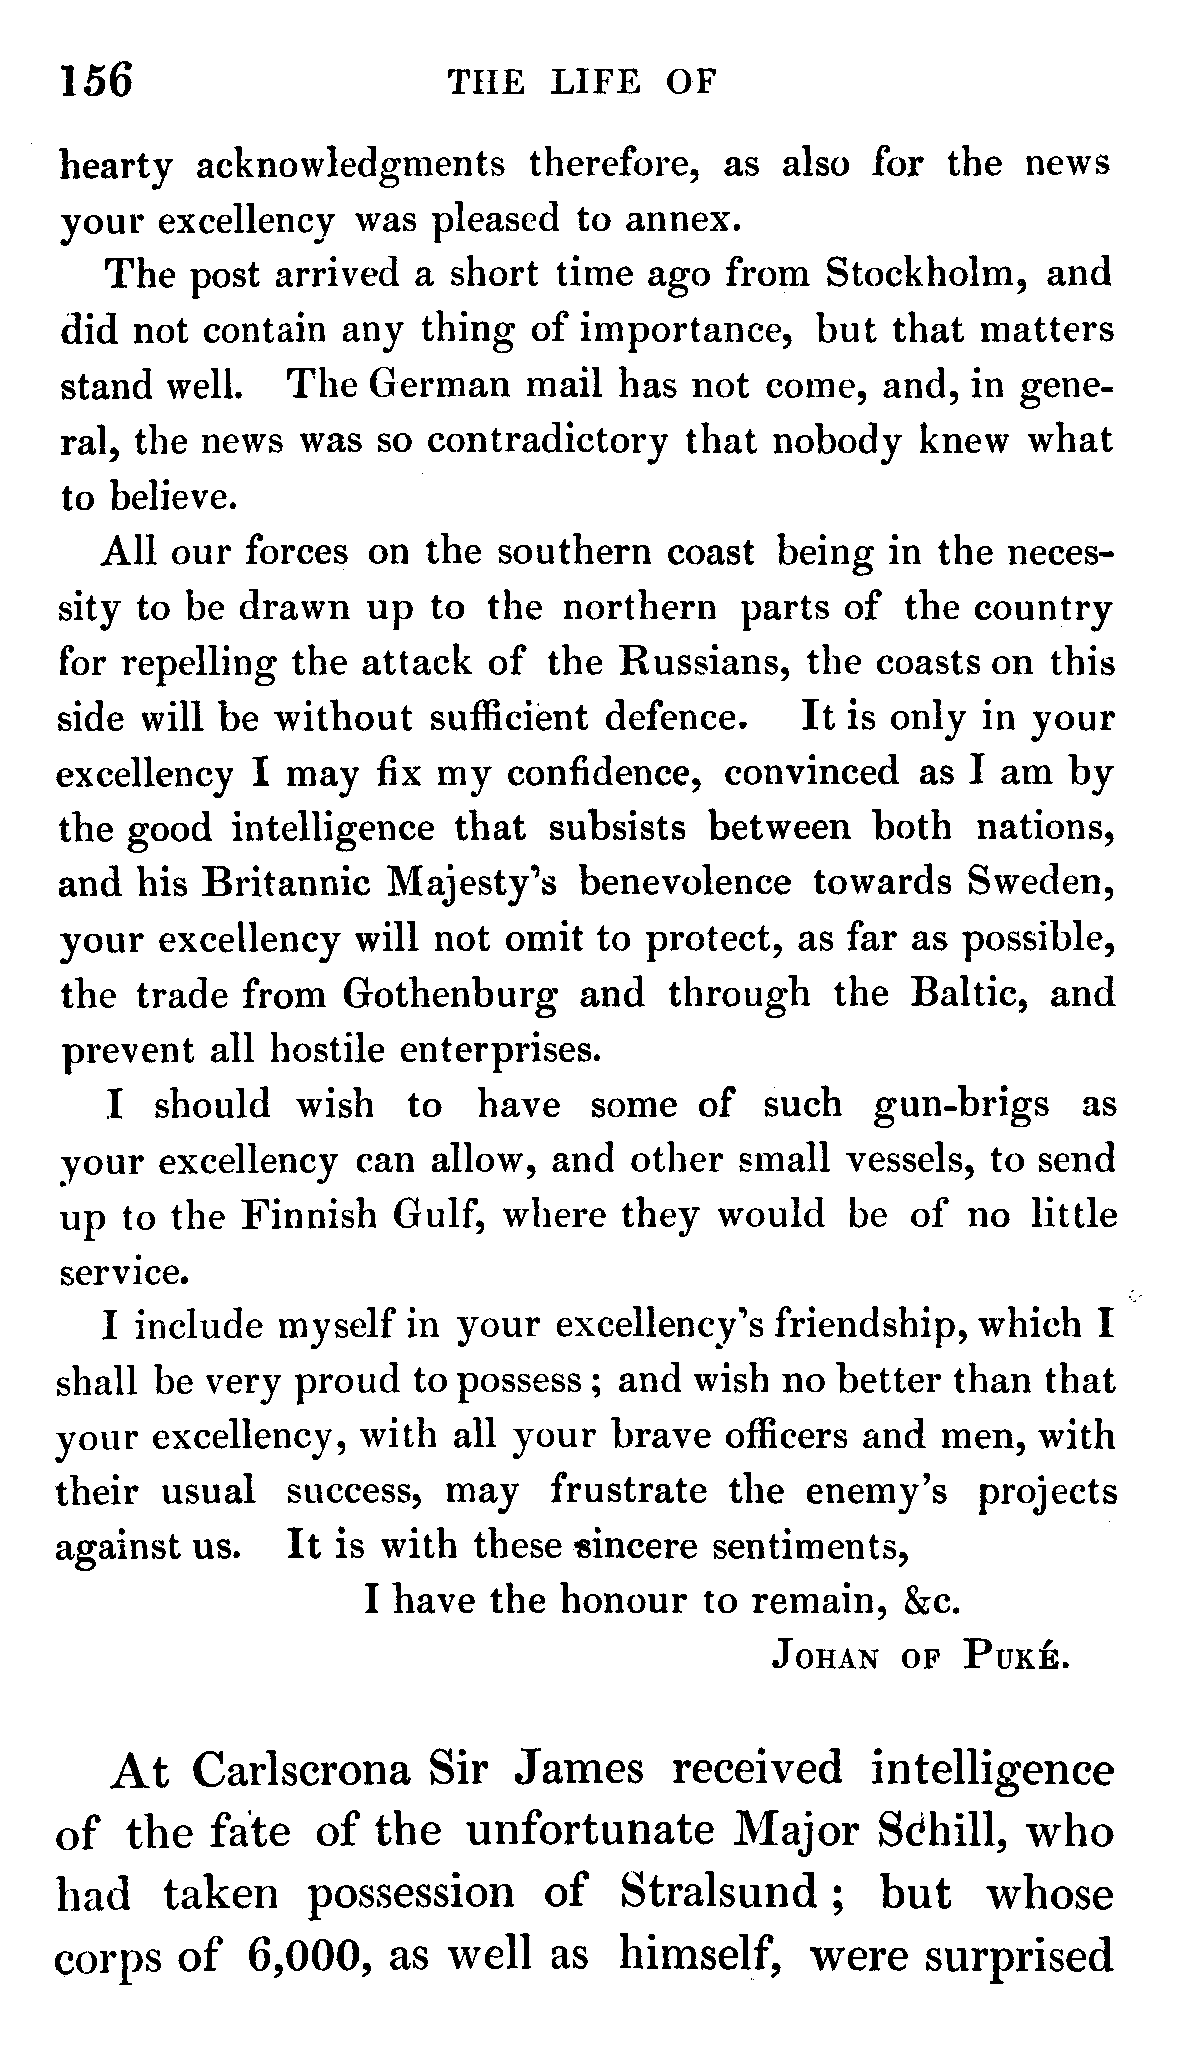 156 THE LIFE OF
hearty acknowledgments therefore, as also for the news
your excellency was pleased to annex.
The post arrived a short time ago from Stockholm, and
did not contain any thing of importance, but that matters
stand well. The German mail has not come, and, in gene-
ral, the news was so contradictory that nobody knew what
to believe.
All our forces on the southern coast being in the neces-
sity to be drawn up to the northern parts of the country
for repelling the attack of the Russians, the coasts on this
side will be without sufficient defence. It is only in your
excellency I may fix my confidence, convinced as I am by
the good intelligence that subsists between both nations,
and his Britannic Majesty's benevolence towards Sweden,
your excellency will not omit to protect, as far as possible,
the trade from Gothenburg and through the Baltic, and
prevent all hostile enterprises.
I should wish to have some of such gun-brigs as
your excellency can allow, and other small vessels, to send
up to the Finnish Gulf, where they would be of no little
service.
I include myself in your excellency's friendship, which I
shall be very proud to possess; and wish no better than that
your excellency, with all your brave officers and men, with
their usual success, may frustrate the enemy's projects
against us. It is with these sincere sentiments,
I have the honour to remain, &c.
JOHAN OF PUKÉ.
At Carlscrona Sir James received intelligence
of the fate of the unfortunate Major Schill, who
had taken possession of Stralsund; but whose
corps of 6,000, as well as himself, were surprised